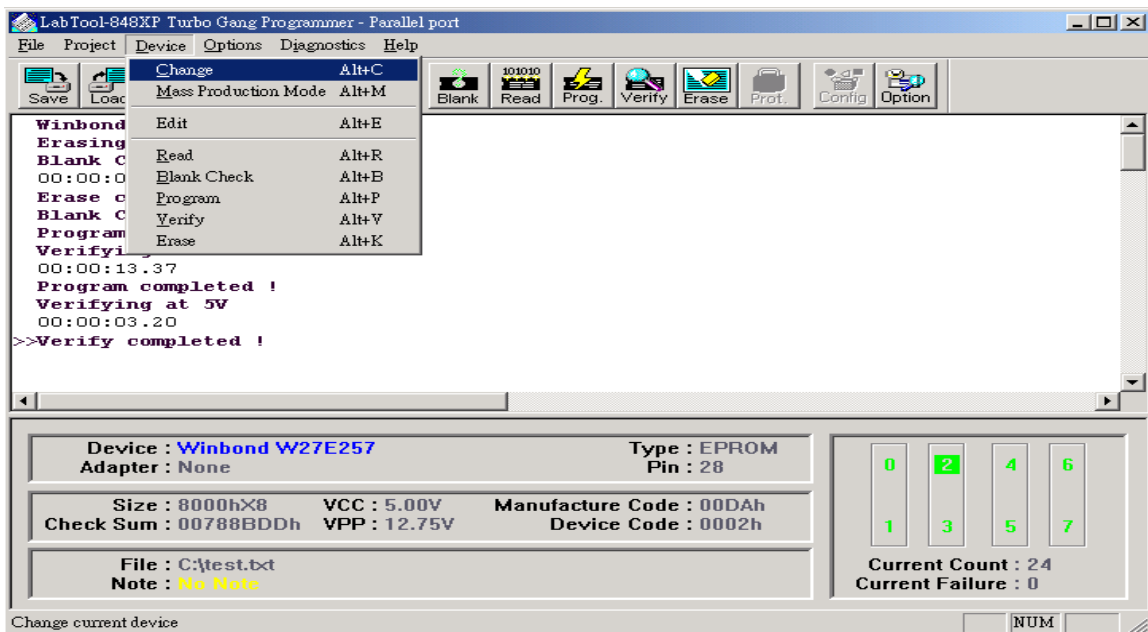 LabTool-848XP Turbo Gang Programmer - Parallel port
File Project Device Options Diagnostics Help
Save Load Blank Read Prog. Verify Erase Prot. Config Option
101010
Change Alt+C
Mass Production Mode Alt+M
Edit Alt+E
Read Alt+R
Blank Check Alt+B
Program Alt+P
Verify Alt+V
Erase Alt+K
Winbond
Erasing
Blank C
00:00:0
Erase c
Blank C
Program
Verifyi
00:00:13.37
Program completed !
Verifying at 5V
00:00:03.20
>>Verify completed !
Device : Winbond W27E257 Type : EPROM
Adapter : None Pin : 28
Size : 8000hX8 VCC : 5.00V Manufacture Code : 00DAh
Check Sum : 00788BDDh VPP : 12.75V Device Code : 0002h
File : C:\test.txt
Note : No Note
0 2 4 6
1 3 5 7
Current Count : 24
Current Failure : 0
Change current device NUM